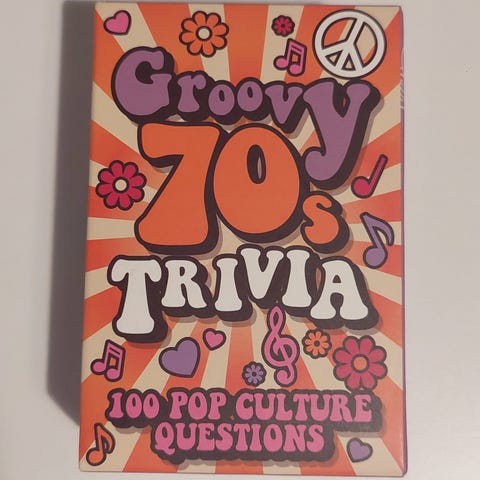 Groovy
70s
TRIVIA
100 POP CULTURE
QUESTIONS